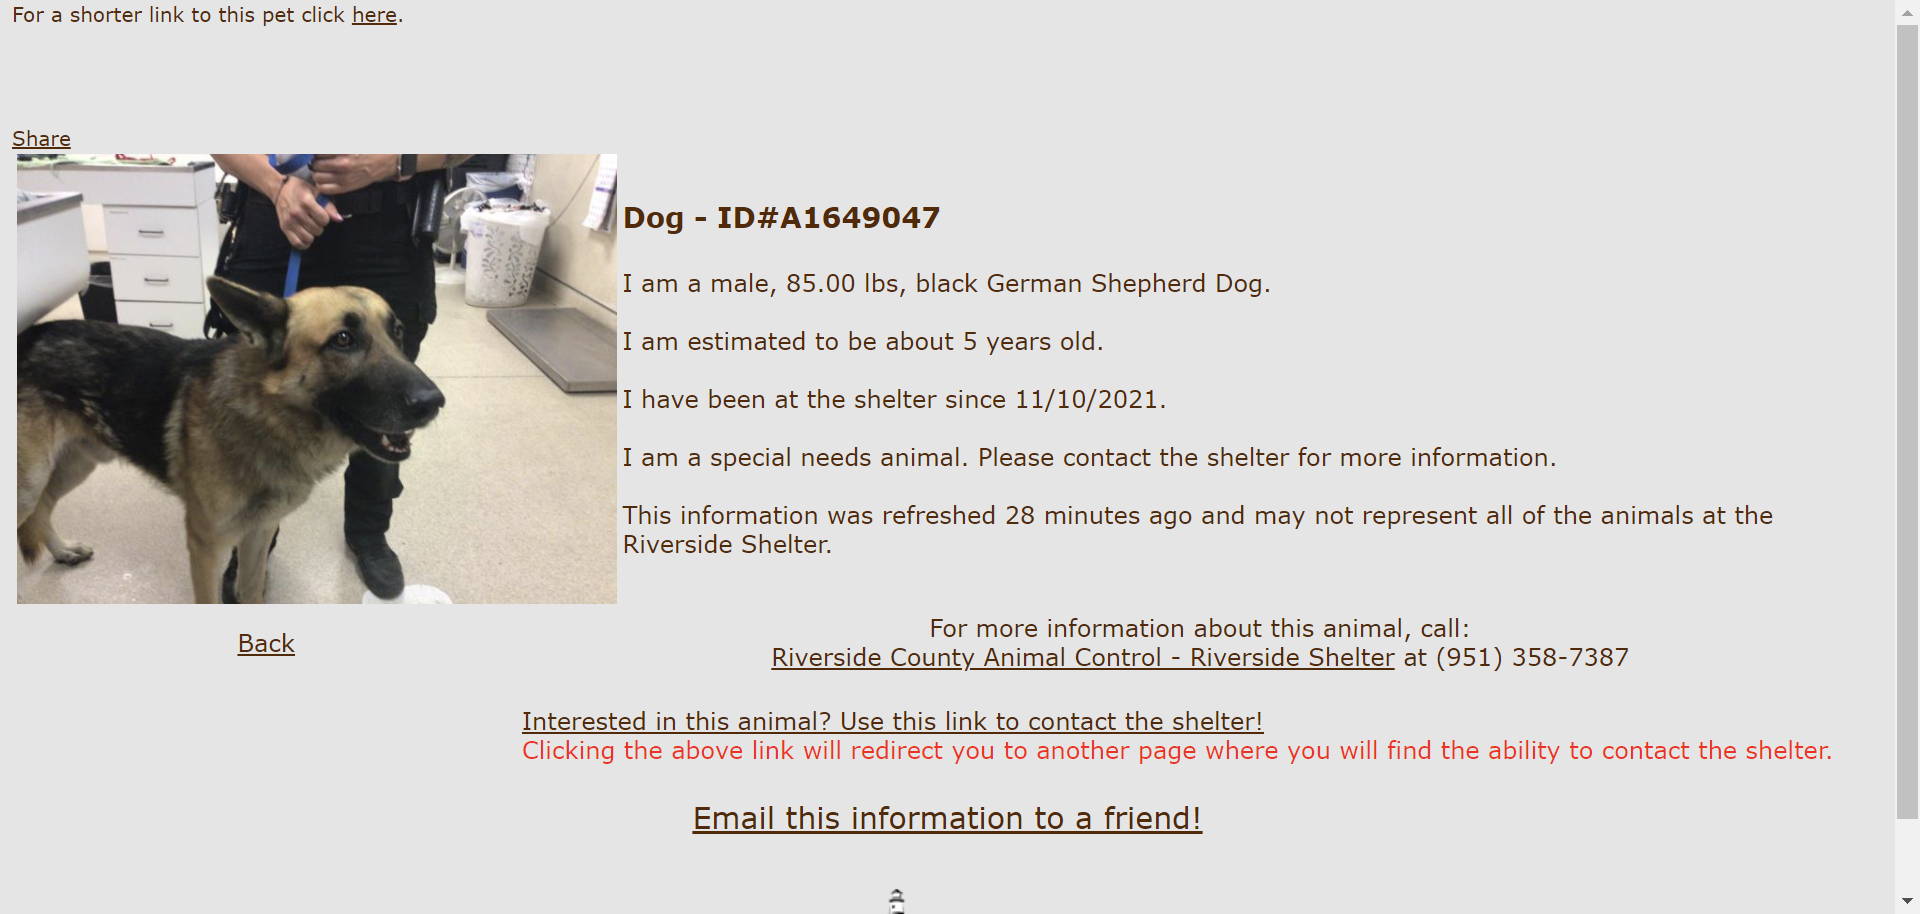 For a shorter link to this pet click here.
Share
Dog - ID#A1649047
I am a male, 85.00 lbs, black German Shepherd Dog.
I am estimated to be about 5 years old.
I have been at the shelter since 11/10/2021.
I am a special needs animal. Please contact the shelter for more information.
This information was refreshed 28 minutes ago and may not represent all of the animals at the
Riverside Shelter.
Back
For more information about this animal, call:
Riverside County Animal Control - Riverside Shelter at (951) 358-7387
Interested in this animal? Use this link to contact the shelter!
Clicking the above link will redirect you to another page where you will find the ability to contact the shelter.
Email this information to a friend!